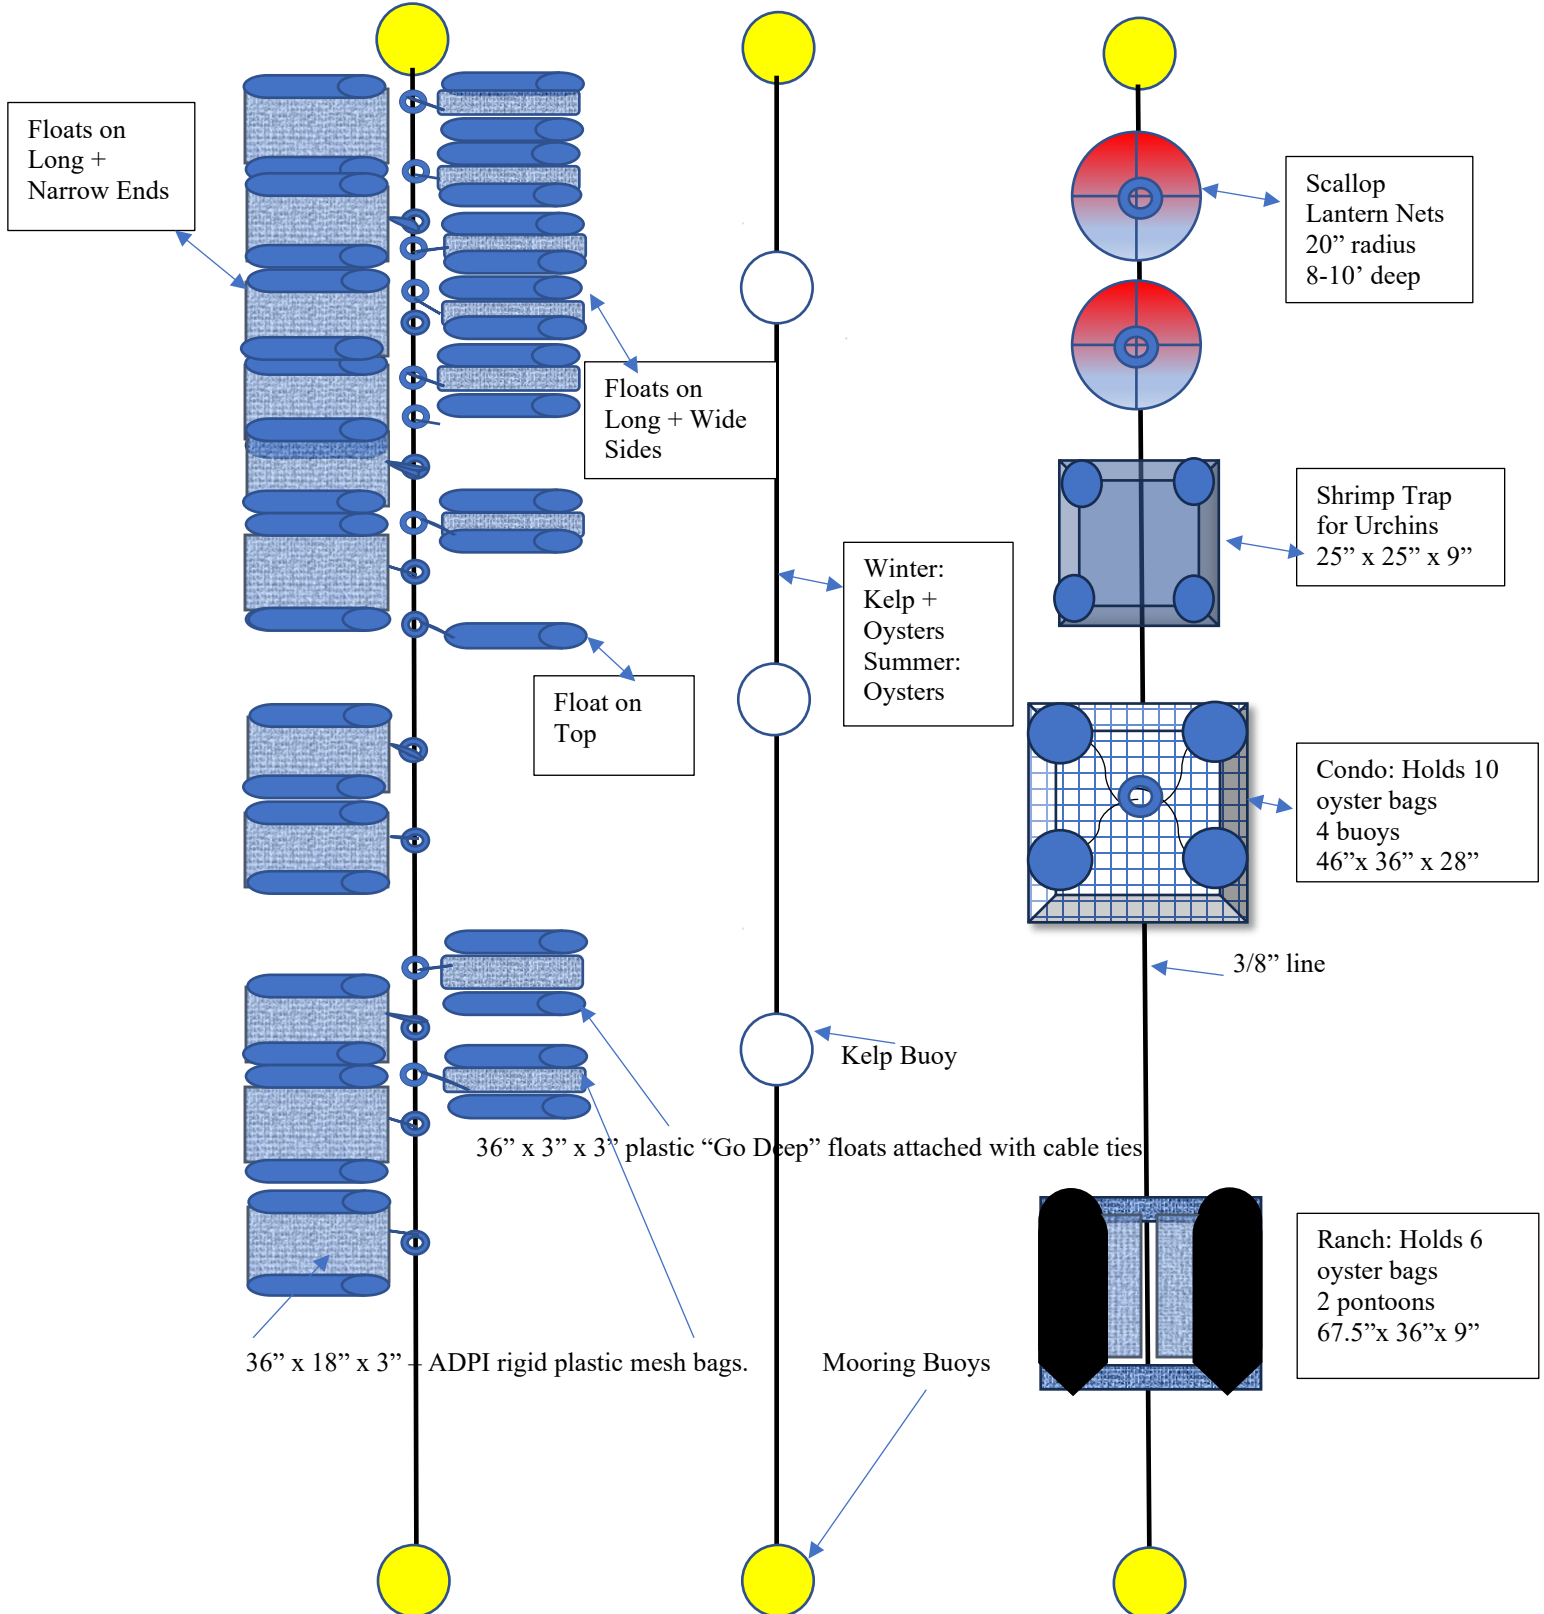 Floats on
Long +
Narrow Ends
Scallop
Lantern Nets
20” radius
8-10’ deep
Floats on
Long + Wide
Sides
Shrimp Trap
for Urchins
25” x 25” x 9”
Winter:
Kelp +
Oysters
Summer:
Oysters
Float on
Top
Condo: Holds 10
oyster bags
4 buoys
46”x 36” x 28”
3/8” line
Kelp Buoy
36” x 3” x 3” plastic “Go Deep” floats attached with cable ties
Ranch: Holds 6
oyster bags
2 pontoons
67.5”x 36”x 9”
36” x 18” x 3” – ADPI rigid plastic mesh bags.
Mooring Buoys